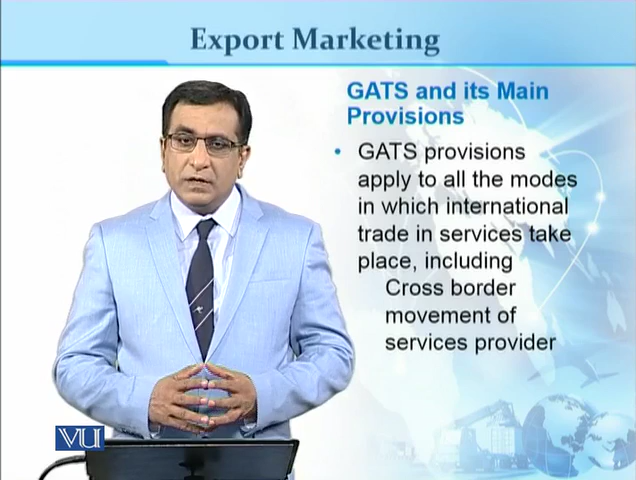 Export Marketing
GATS and its Main
Provisions
• GATS provisions
apply to all the modes
in which international
trade in services take
place, including
Cross border
movement of
services provider
VU